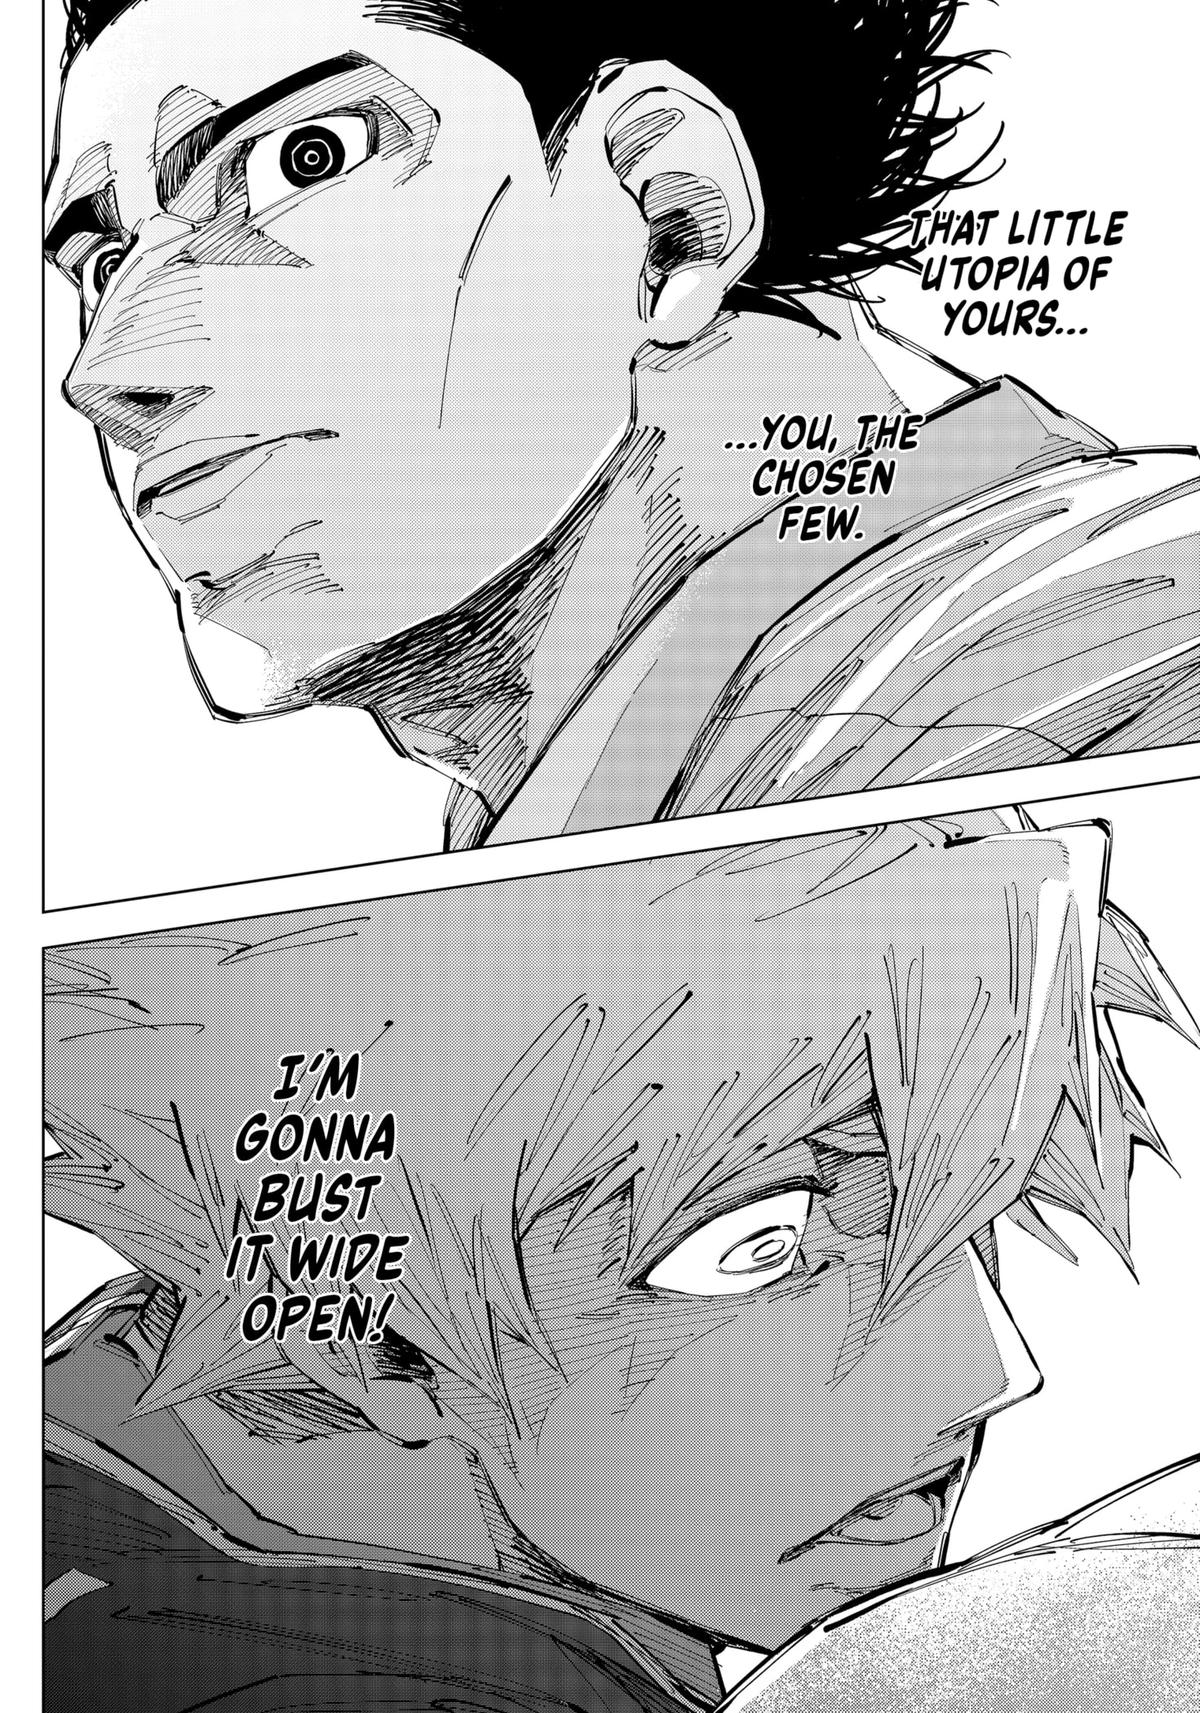 THAT LITTLE
UTOPIA OF
YOURS...
...YOU, THE
CHOSEN
FEW.
I'M
GONNA
BUST
IT WIDE
OPEN!